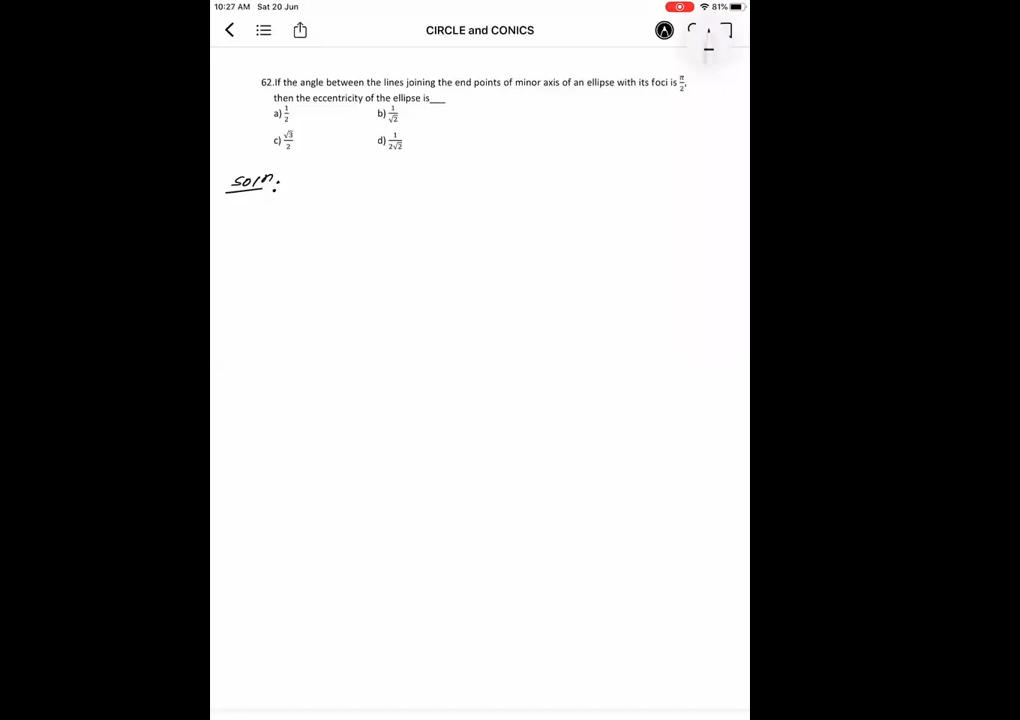 10:27 AM Sat 20 Jun
81%
CIRCLE and CONICS
62.If the angle between the lines joining the end points of minor axis of an ellipse with its foci is π/2,
then the eccentricity of the ellipse is___
a) 1/2 b) 1/√2
c) √3/2 d) 1/2√2
Soln: